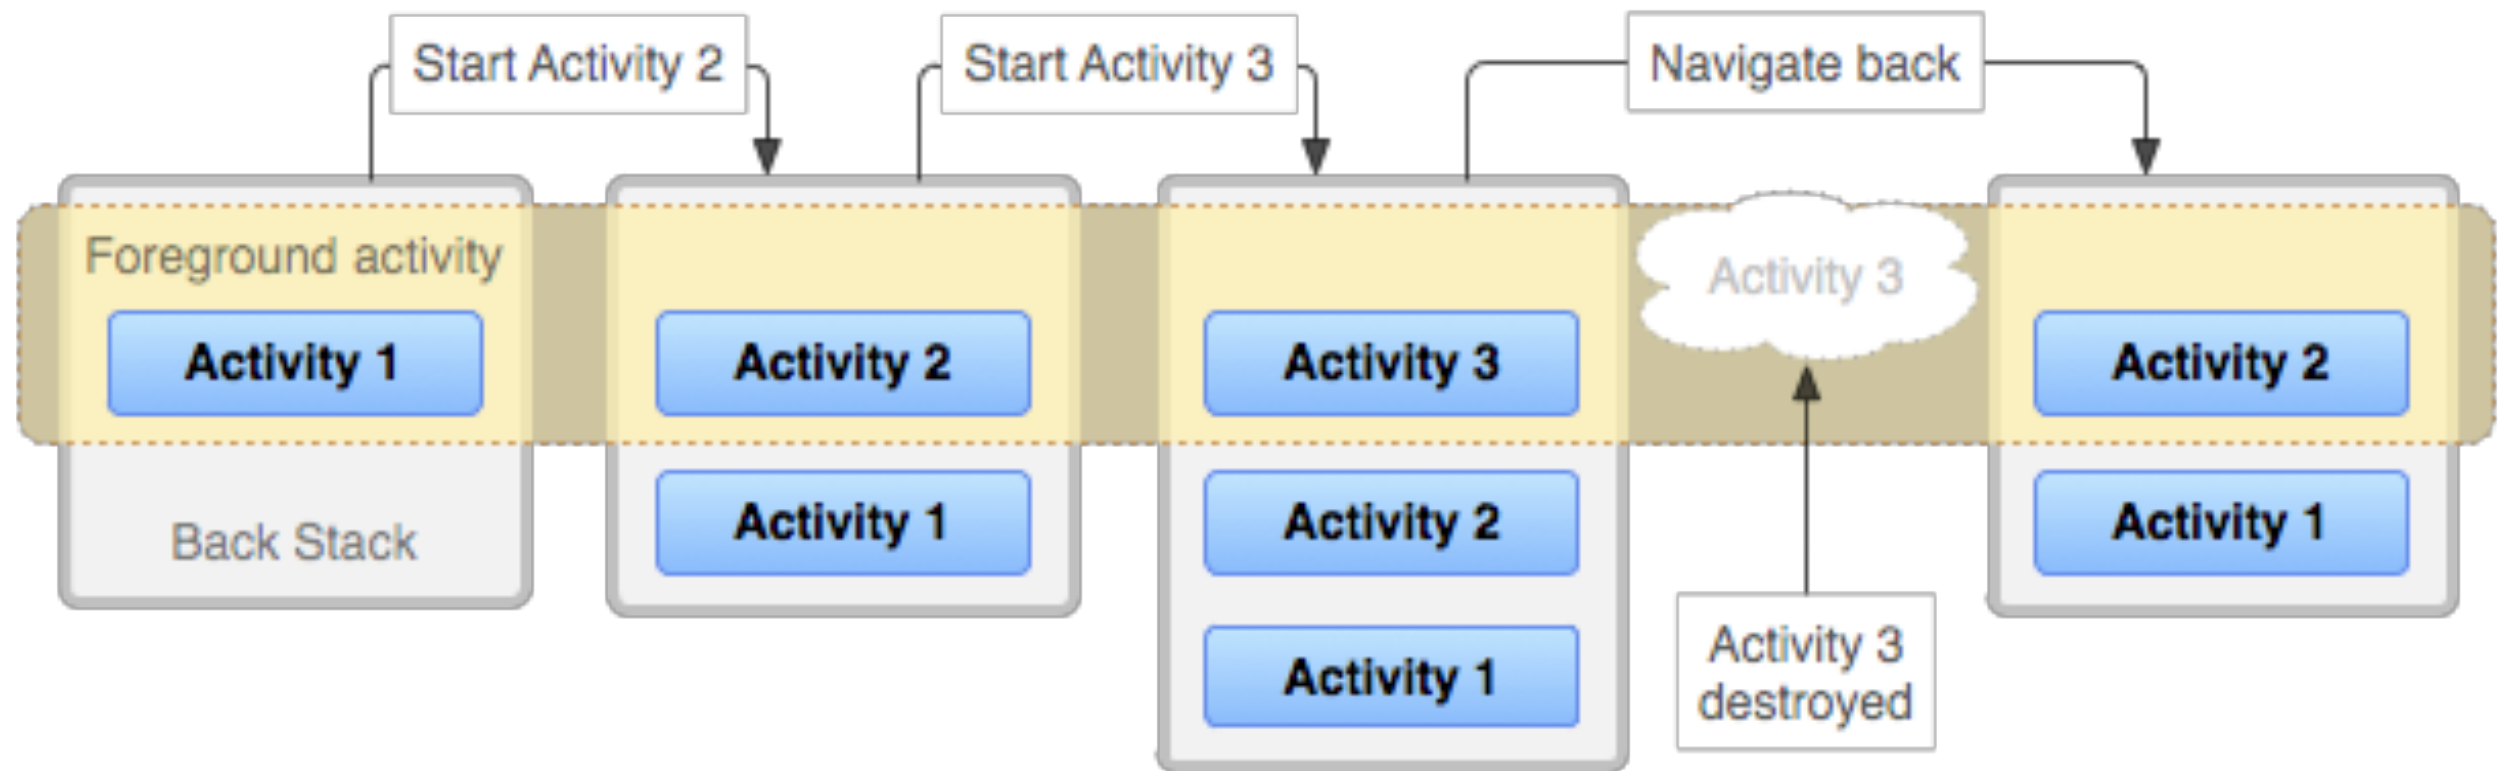 Start Activity 2
Start Activity 3
Navigate back
Foreground activity
Activity 1
Back Stack
Activity 2
Activity 1
Activity 3
Activity 2
Activity 1
Activity 3
Activity 3
destroyed
Activity 2
Activity 1